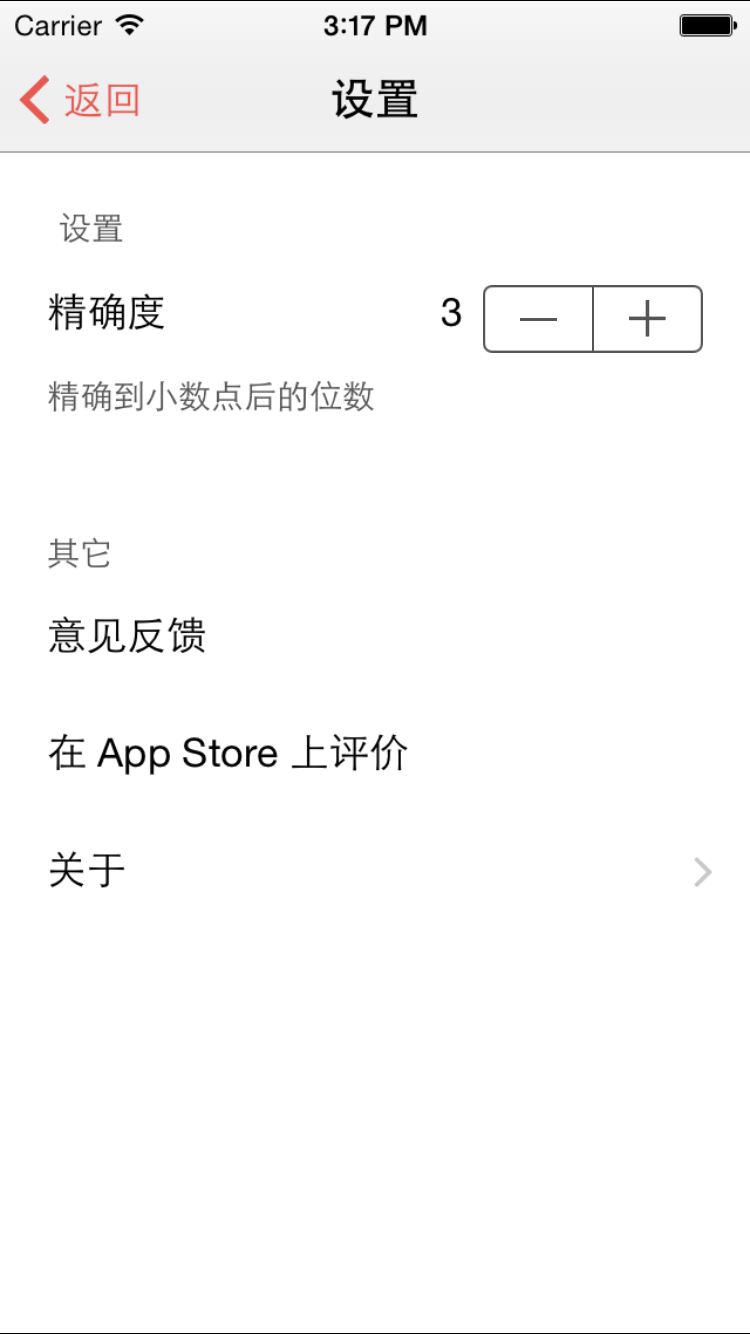 Carrier 3:17 PM
返回 设置
设置
精确度 3
精确到小数点后的位数
其它
意见反馈
在 App Store 上评价
关于